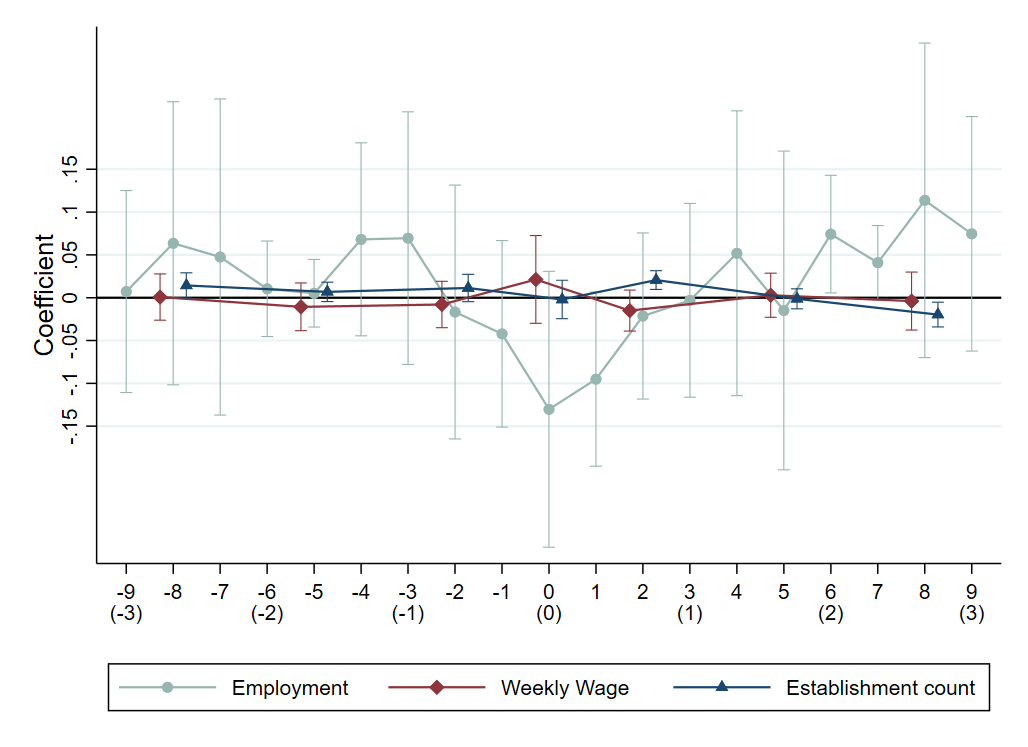 Coefficient
.15
.1
.05
0
-.05
-.1
-.15
-9 -8 -7 -6 -5 -4 -3 -2 -1 0 1 2 3 4 5 6 7 8 9
(-3) (-2) (-1) (0) (1) (2) (3)
Employment Weekly Wage Establishment count